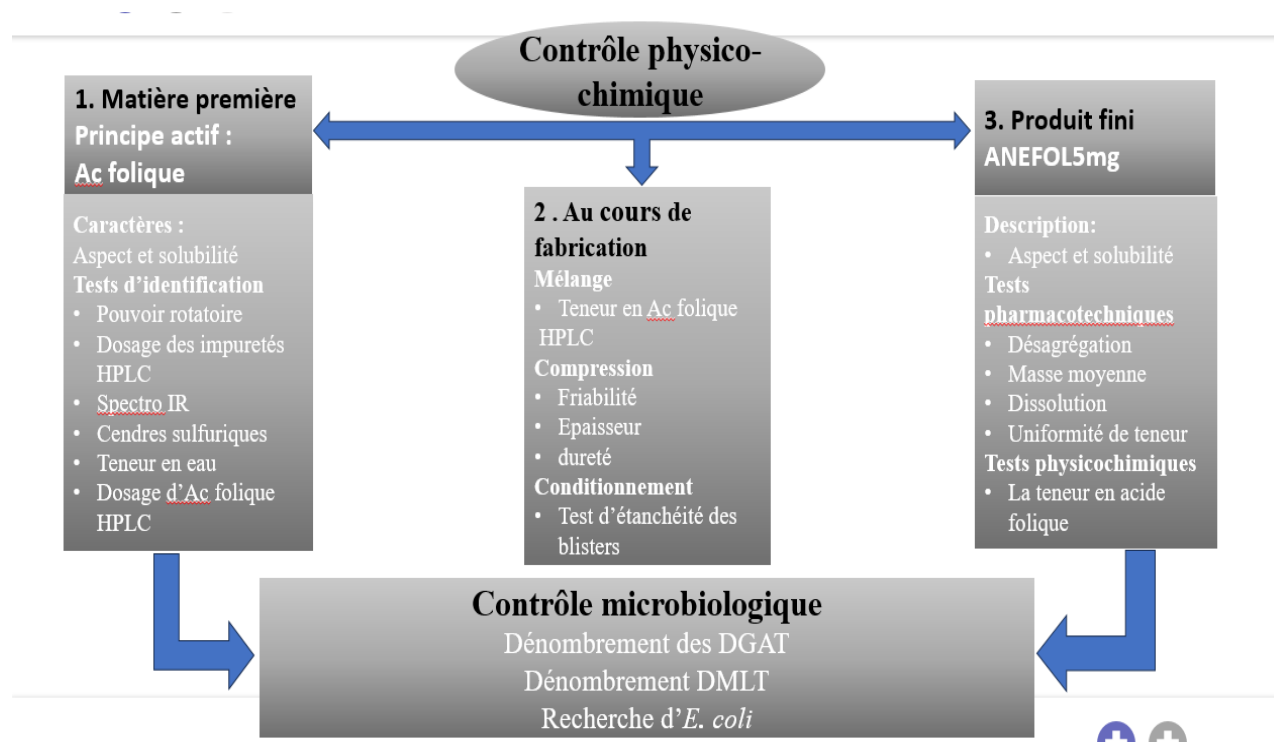 Contrôle physico-
chimique
1. Matière première
Principe actif :
Ac folique
Caractères :
Aspect et solubilité
Tests d'identification
• Pouvoir rotatoire
• Dosage des impuretés
HPLC
• Spectro IR
• Cendres sulfuriques
• Teneur en eau
• Dosage d'Ac folique
HPLC
2 . Au cours de
fabrication
Mélange
• Teneur en Ac folique
HPLC
Compression
• Friabilité
• Epaisseur
• dureté
Conditionnement
• Test d'étanchéité des
blisters
3. Produit fini
ANEFOL5mg
Description:
• Aspect et solubilité
Tests
pharmacotechniques
• Désagrégation
• Masse moyenne
• Dissolution
• Uniformité de teneur
Tests physicochimiques
• La teneur en acide
folique
Contrôle microbiologique
Dénombrement des DGAT
Dénombrement DMLT
Recherche d'E. coli